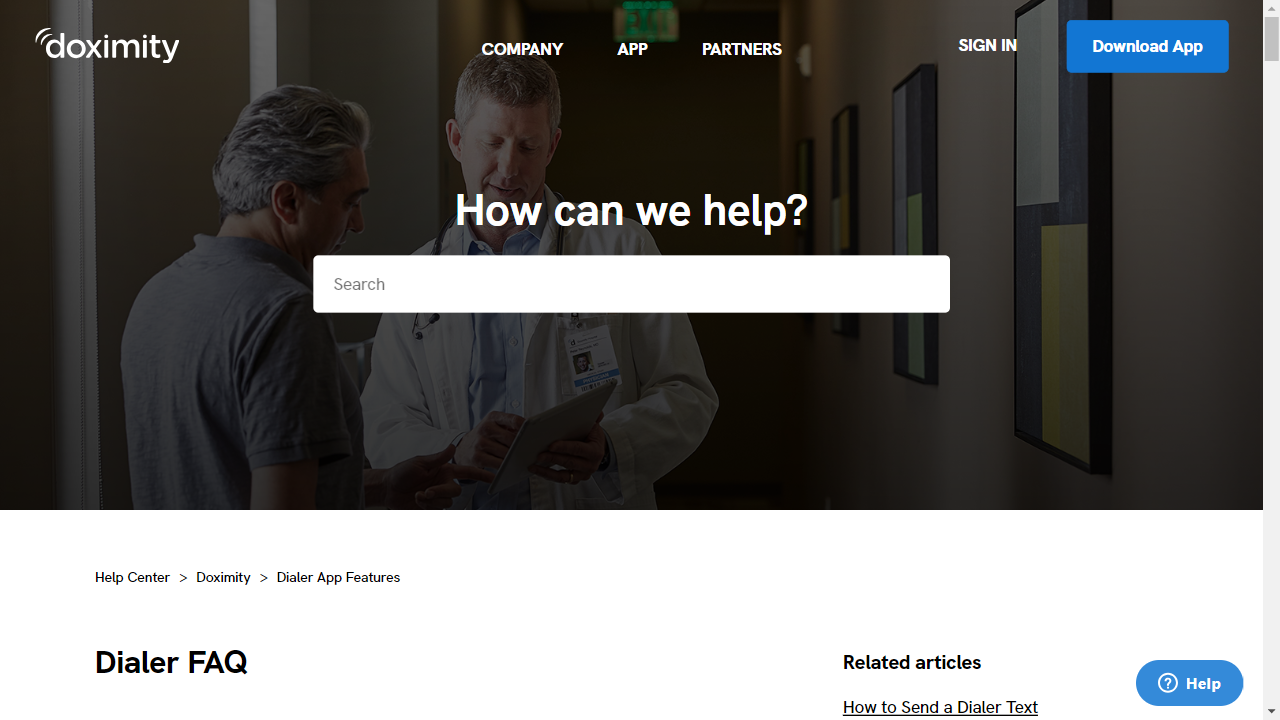 doximity
COMPANY
APP
PARTNERS
SIGN IN
Download App
EXIT
How can we help?
Search
Help Center > Doximity > Dialer App Features
Dialer FAQ
Related articles
How to Send a Dialer Text
Help